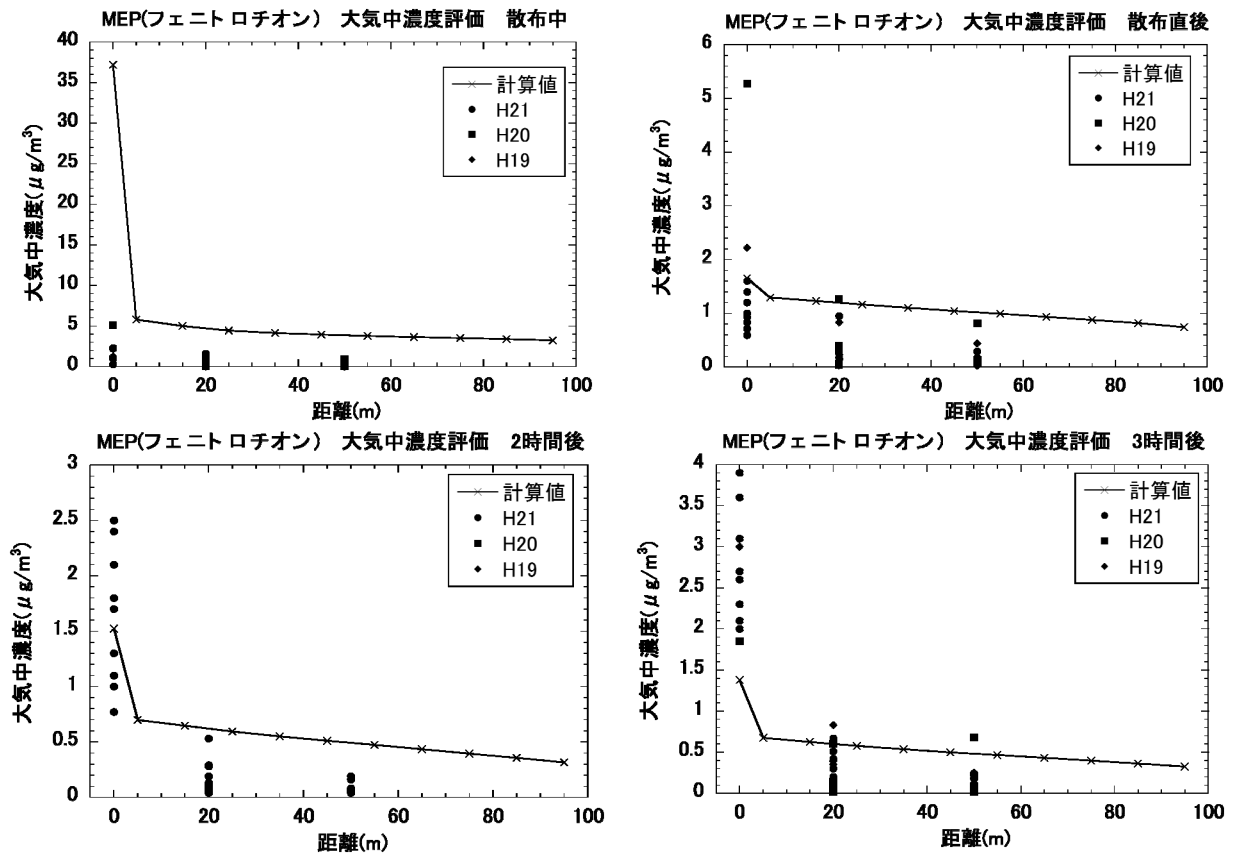 MEP(フェニトロチオン) 大気中濃度評価 散布中
大気中濃度(μg/m³)
40
35
30
25
20
15
10
5
0
計算値
H21
H20
H19
0 20 40 60 80 100
距離(m)
MEP(フェニトロチオン) 大気中濃度評価 散布直後
大気中濃度(μg/m³)
6
5
4
3
2
1
0
計算値
H21
H20
H19
0 20 40 60 80 100
距離(m)
MEP(フェニトロチオン) 大気中濃度評価 2時間後
大気中濃度(μg/m³)
3
2.5
2
1.5
1
0.5
0
計算値
H21
H20
H19
0 20 40 60 80 100
距離(m)
MEP(フェニトロチオン) 大気中濃度評価 3時間後
大気中濃度(μg/m³)
4
3.5
3
2.5
2
1.5
1
0.5
0
計算値
H21
H20
H19
0 20 40 60 80 100
距離(m)